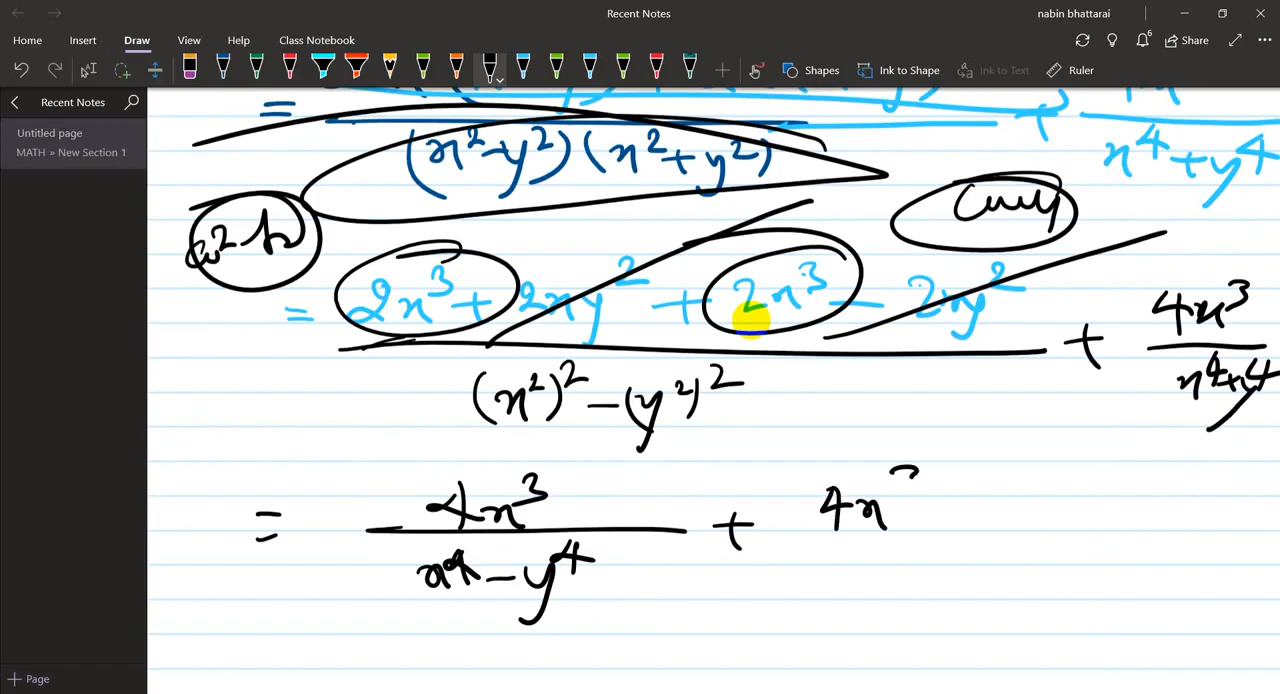 Recent Notes
nabin bhattarai
Home Insert Draw View Help Class Notebook
Share
Shapes Ink to Shape Ink to Text Ruler
Recent Notes
Untitled page
MATH » New Section 1
Page
= +
(x²-y²)(x²+y²) x⁴+y⁴
= 2x³ + 2xy² + 2x³ - 2xy² + 4x³
(x²)² - (y²)² x⁴+y⁴
= 4x³ + 4x
x⁴ - y⁴